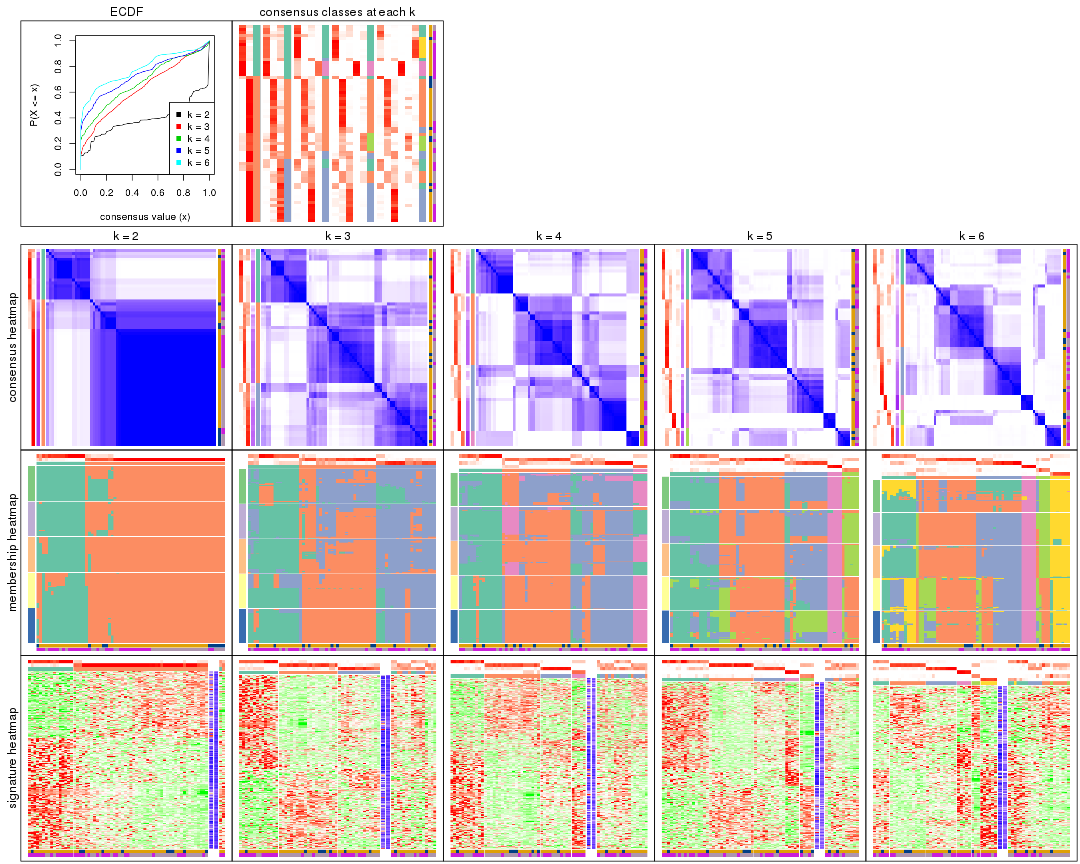 ECDF
consensus classes at each k
P(X <= x)
0.0 0.2 0.4 0.6 0.8 1.0
k = 2
k = 3
k = 4
k = 5
k = 6
0.0 0.2 0.4 0.6 0.8 1.0
consensus value (x)
k = 2
k = 3
k = 4
k = 5
k = 6
consensus heatmap
membership heatmap
signature heatmap